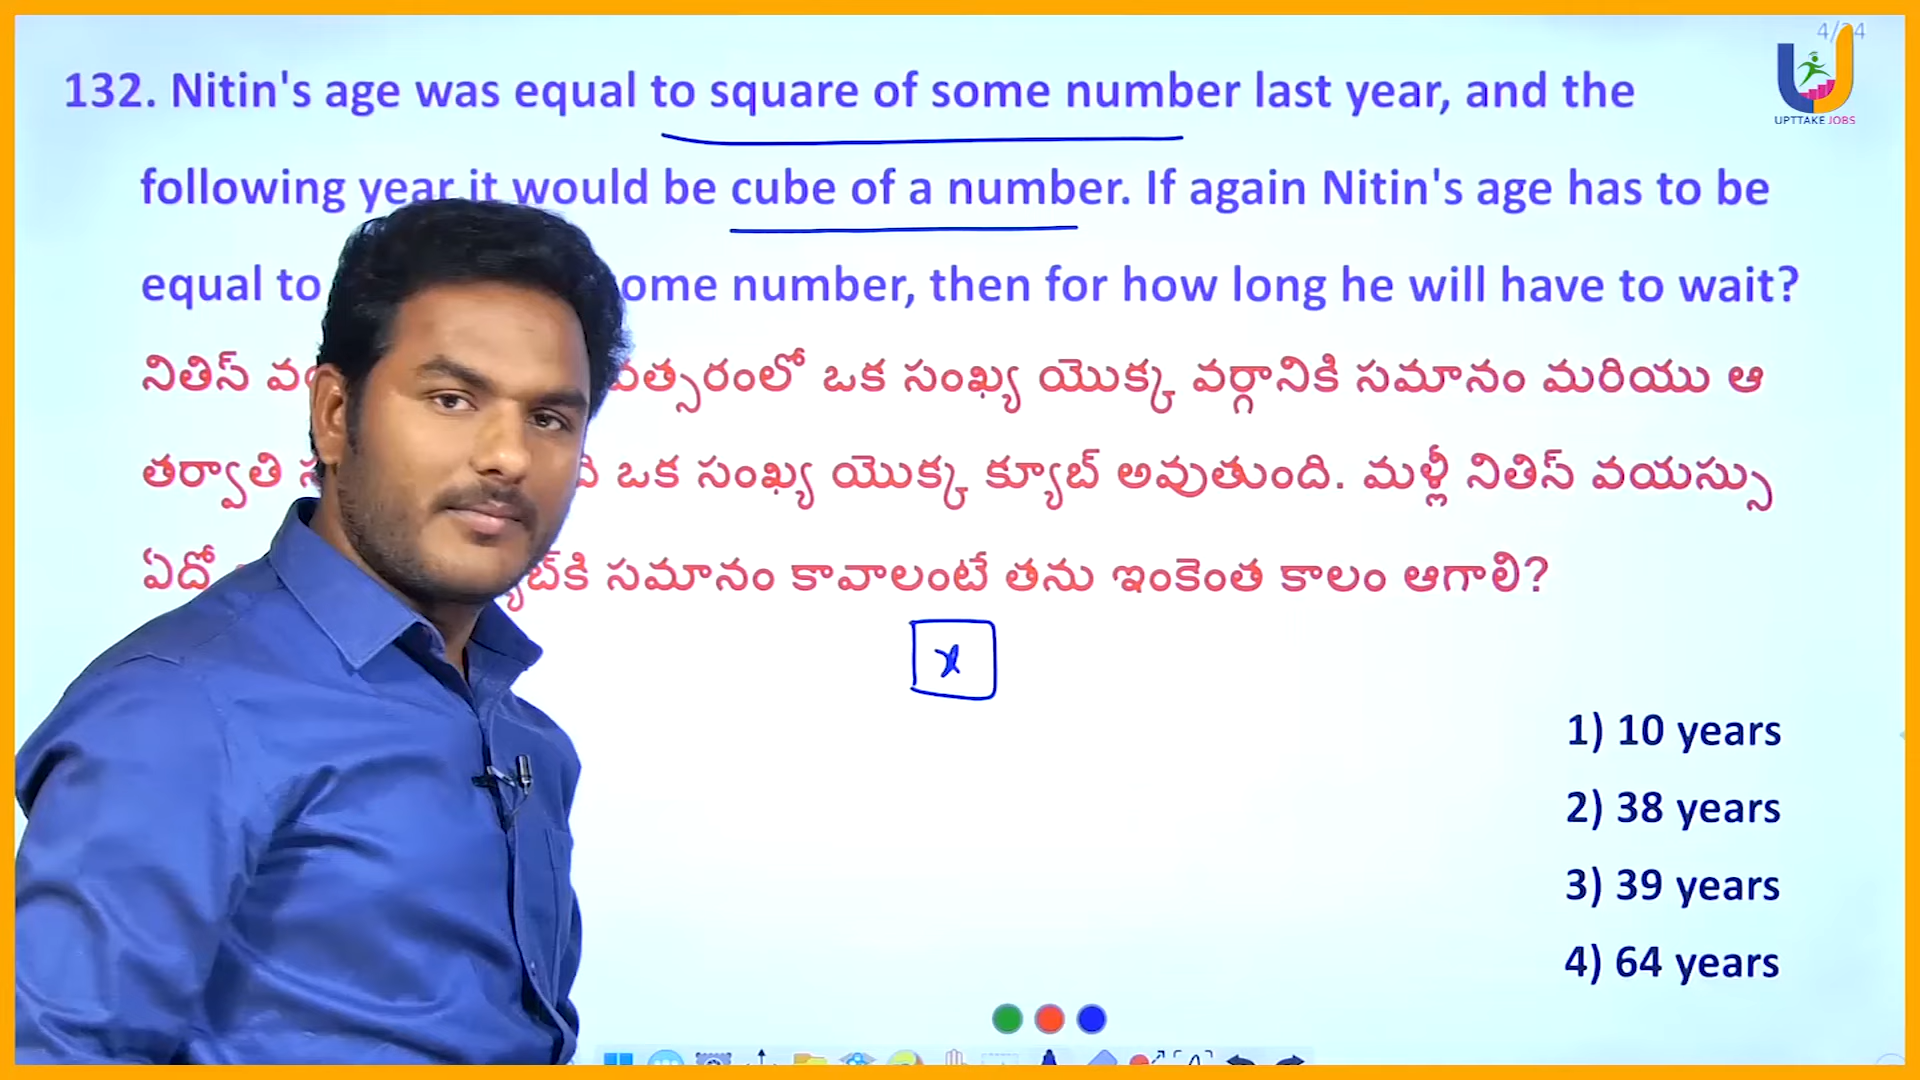 4/
UPTTAKE JOBS
132. Nitin's age was equal to square of some number last year, and the
following year it would be cube of a number. If again Nitin's age has to be
equal to number, then for how long he will have to wait?
నితిస్ ఒక సంఖ్య యొక్క వర్గానికి సమానం మరియు ఆ
తర్వాతి ఒక సంఖ్య యొక్క క్యూబ్ అవుతుంది. మళ్లీ నితిస్ వయస్సు
ఏదో సమానం కావాలంటే తను ఇంకెంత కాలం ఆగాలి?
x
1) 10 years
2) 38 years
3) 39 years
4) 64 years